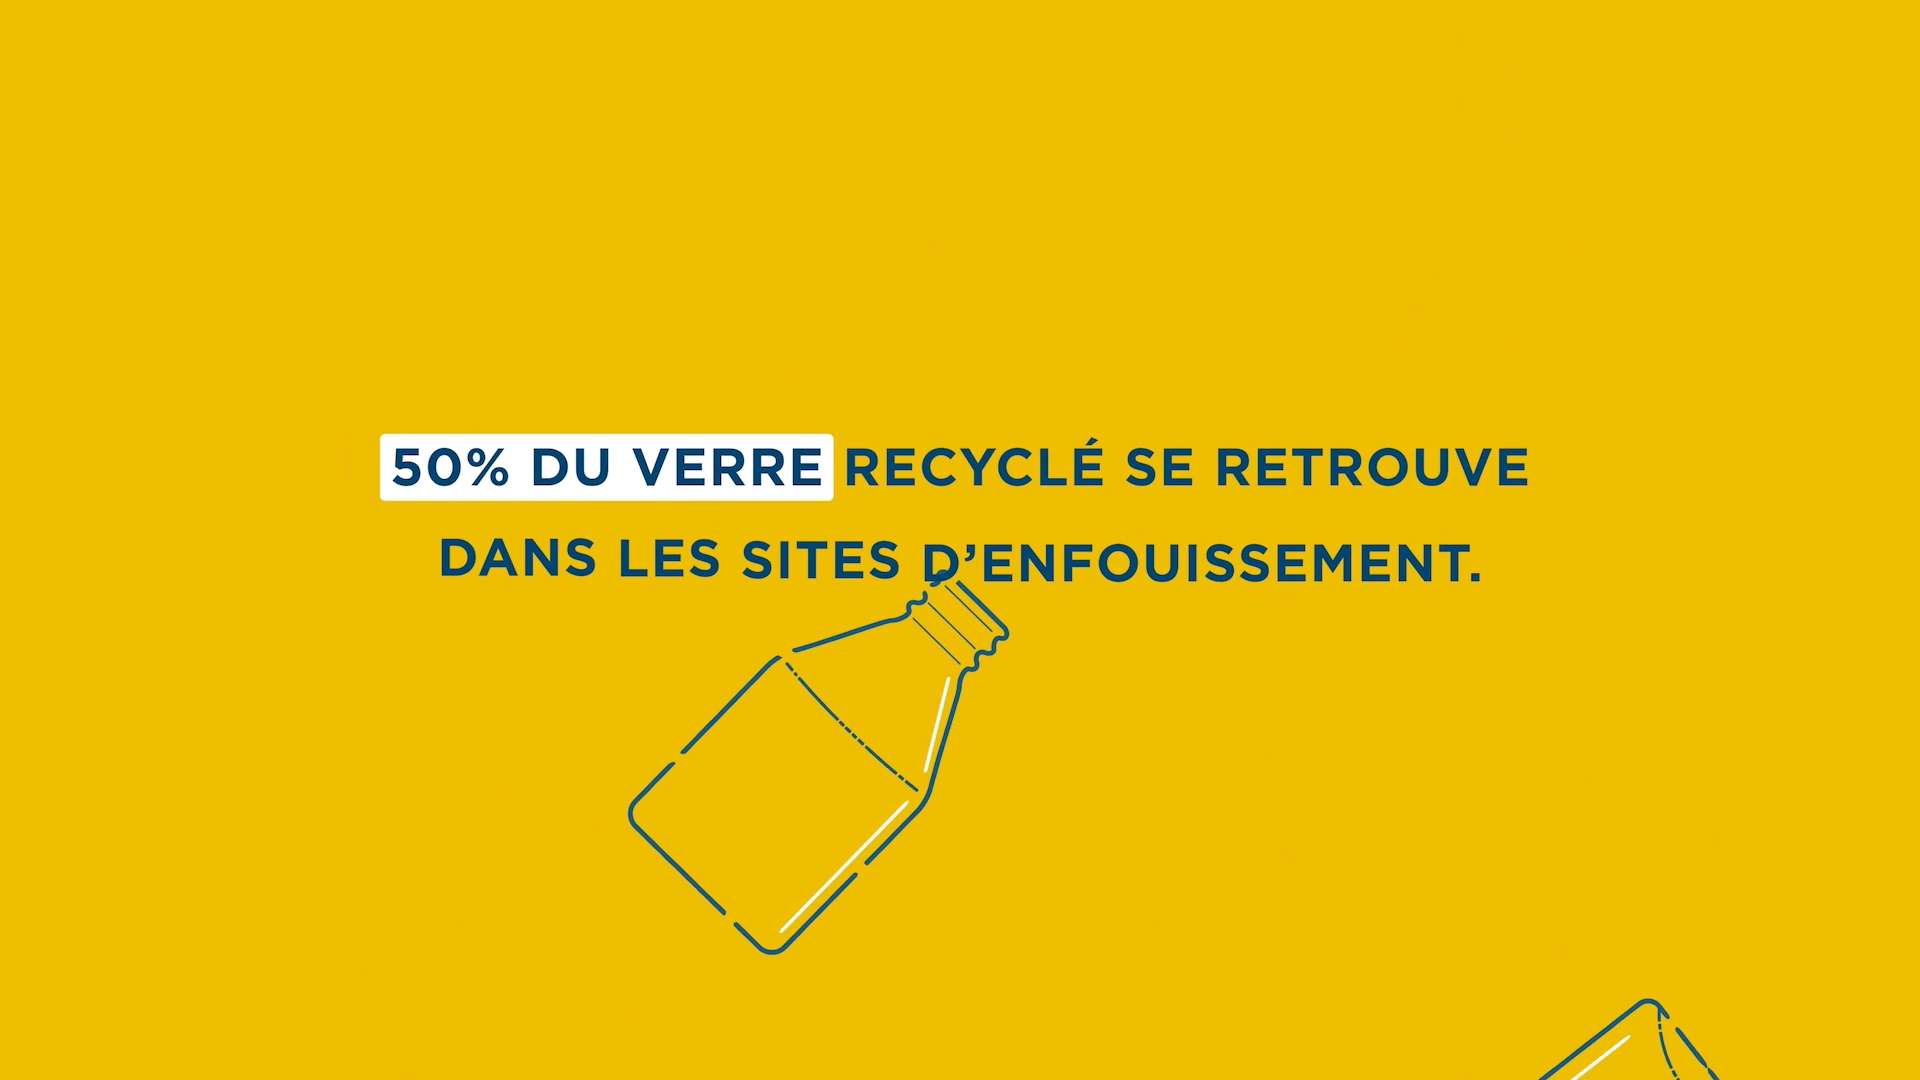 50% DU VERRE RECYCLÉ SE RETROUVE
DANS LES SITES D’ENFOUISSEMENT.